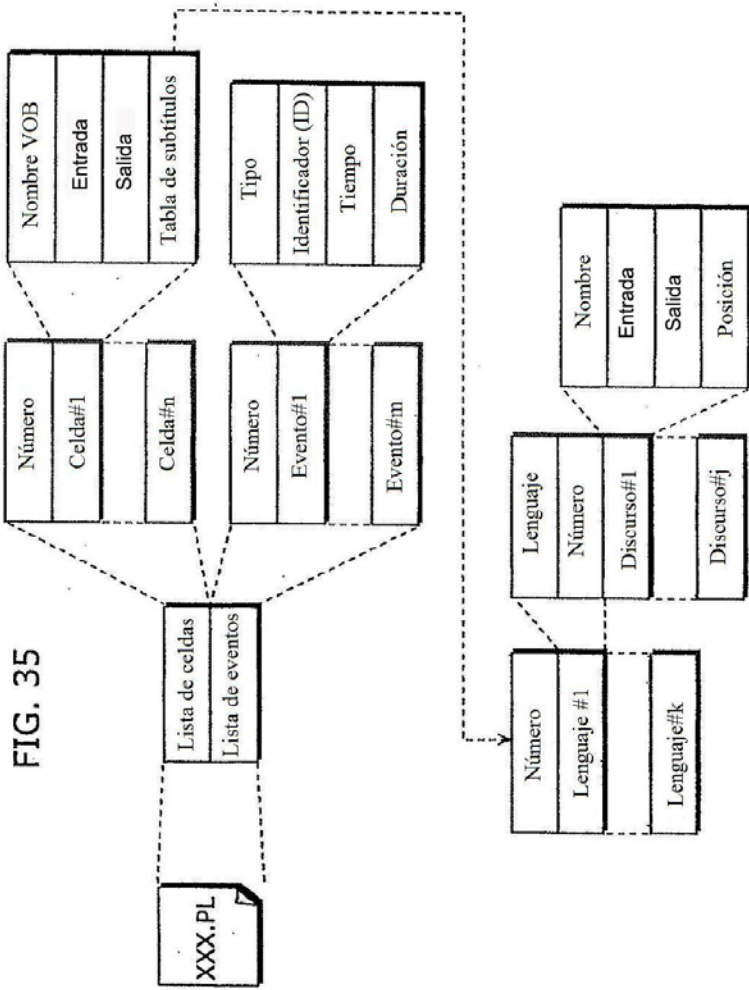 FIG. 35
XXX.PL
Lista de celdas
Lista de eventos
Número
Celda#1
Celda#n
Nombre VOB
Entrada
Salida
Tabla de subtítulos
Número
Evento#1
Evento#m
Tipo
Identificador (ID)
Tiempo
Duración
Número
Lenguaje #1
Lenguaje#k
Lenguaje
Número
Discurso#1
Discurso#j
Nombre
Entrada
Salida
Posición